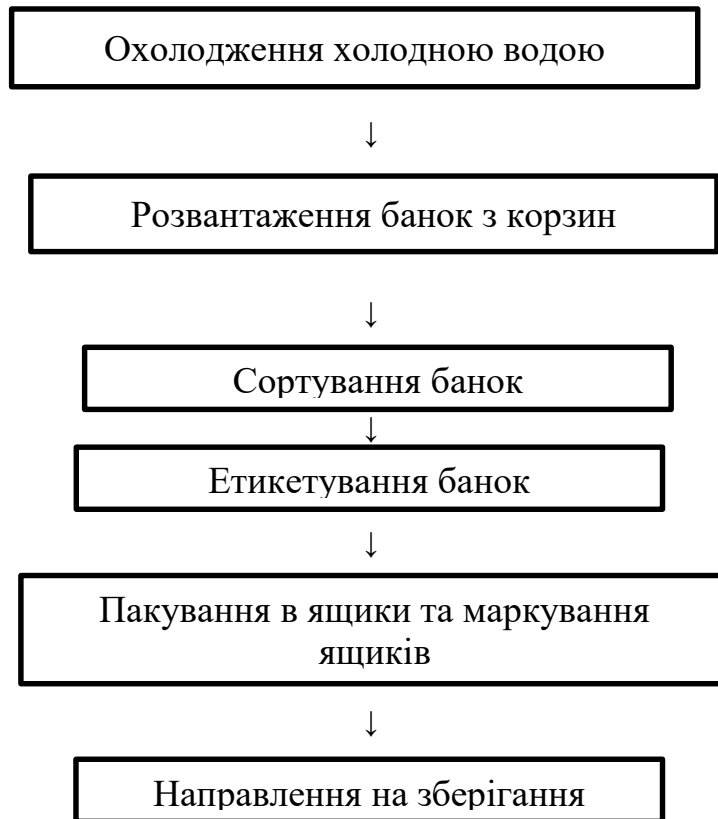 Охолодження холодною водою
↓
Розвантаження банок з корзин
↓
Сортування банок
↓
Етикетування банок
↓
Пакування в ящики та маркування
ящиків
↓
Направлення на зберігання